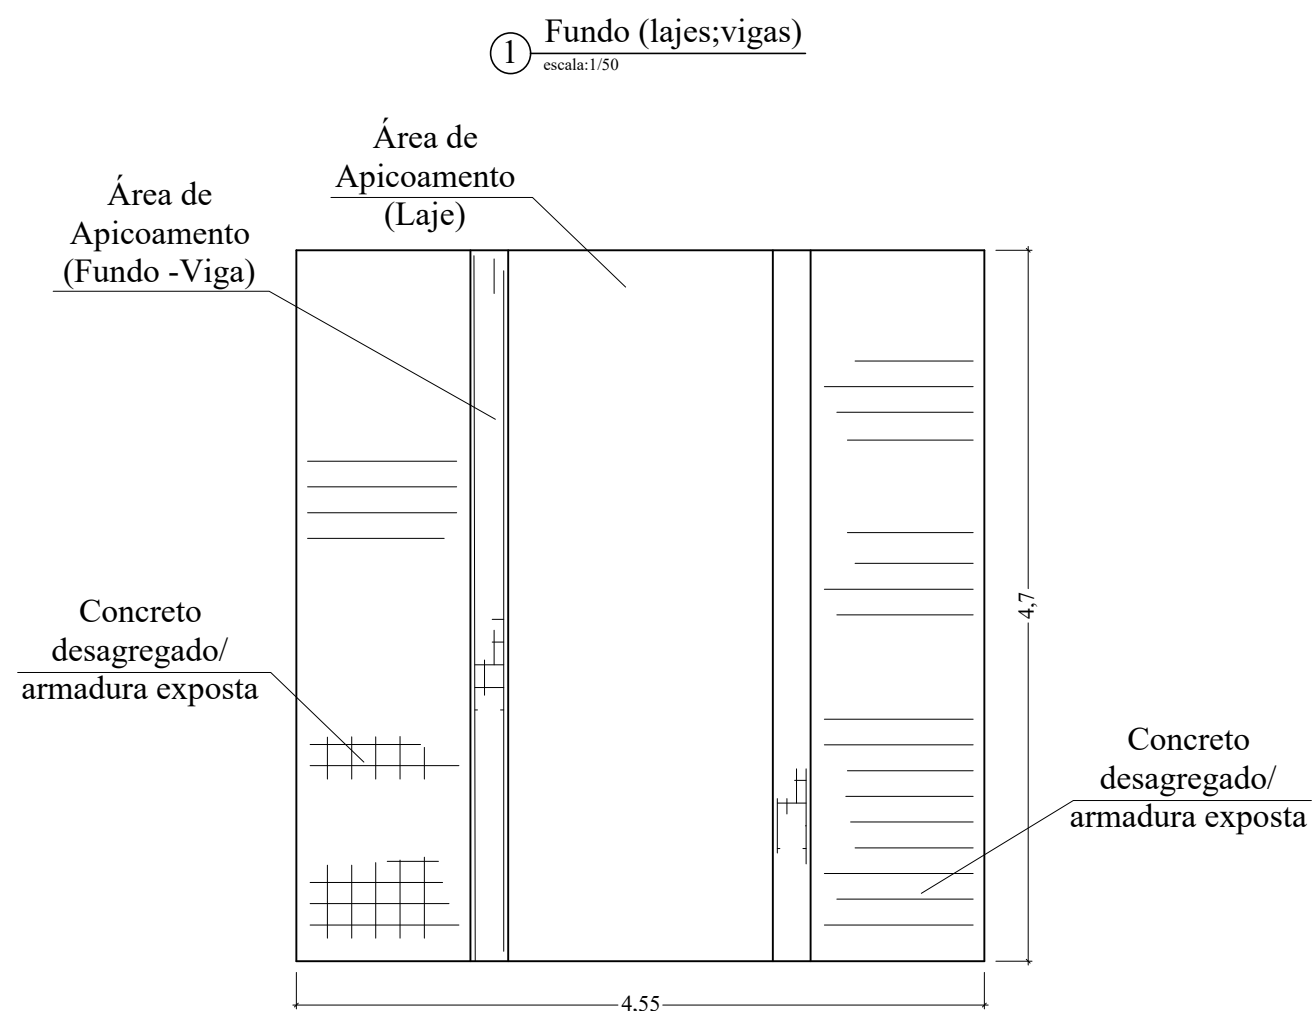 1
Fundo (lajes;vigas)
escala:1/50
Área de
Apicoamento
(Laje)
Área de
Apicoamento
(Fundo -Viga)
Concreto
desagregado/
armadura exposta
4,7
Concreto
desagregado/
armadura exposta
4,55